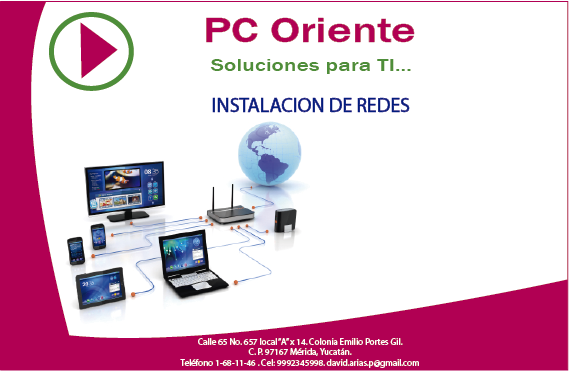 PC Oriente
Soluciones para TI...
INSTALACION DE REDES
Calle 65 No. 657 local "A" x 14. Colonia Emilio Portes Gil.
C. P. 97167 Mérida, Yucatán.
Teléfono 1-68-11-46 . Cel: 9992345998. david.arias.p@gmail.com